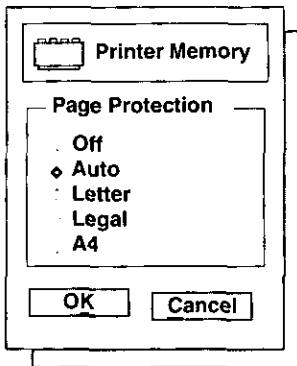 Printer Memory
Page Protection
Off
Auto
Letter
Legal
A4
OK
Cancel